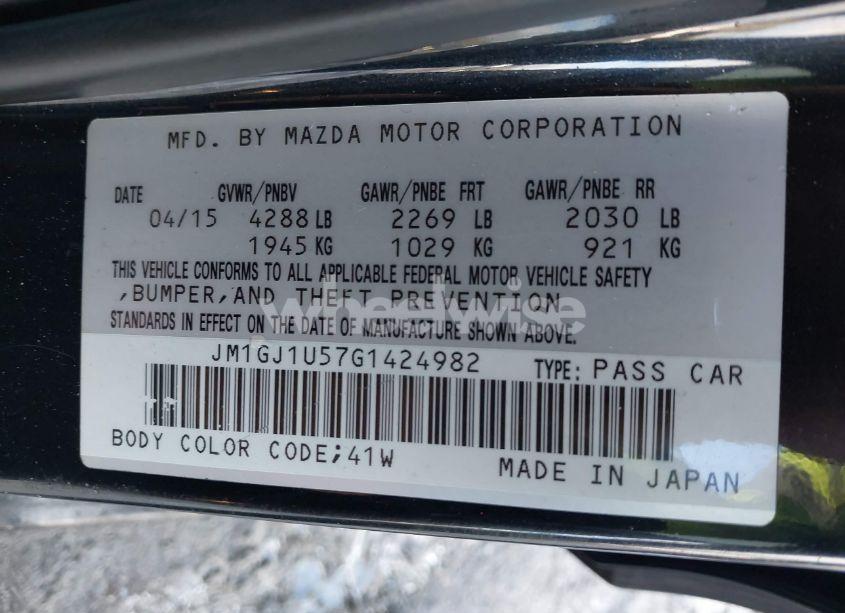 MFD. BY MAZDA MOTOR CORPORATION
DATE GVWR/PNBV GAWR/PNBE FRT GAWR/PNBE RR
04/15 4288 LB 2269 LB 2030 LB
1945 KG 1029 KG 921 KG
THIS VEHICLE CONFORMS TO ALL APPLICABLE FEDERAL MOTOR VEHICLE SAFETY
,BUMPER,AND THEFT PREVENTION
STANDARDS IN EFFECT ON THE DATE OF MANUFACTURE SHOWN ABOVE.
wheelwise
JM1GJ1U57G1424982 TYPE: PASS CAR
BODY COLOR CODE;41W
MADE IN JAPAN